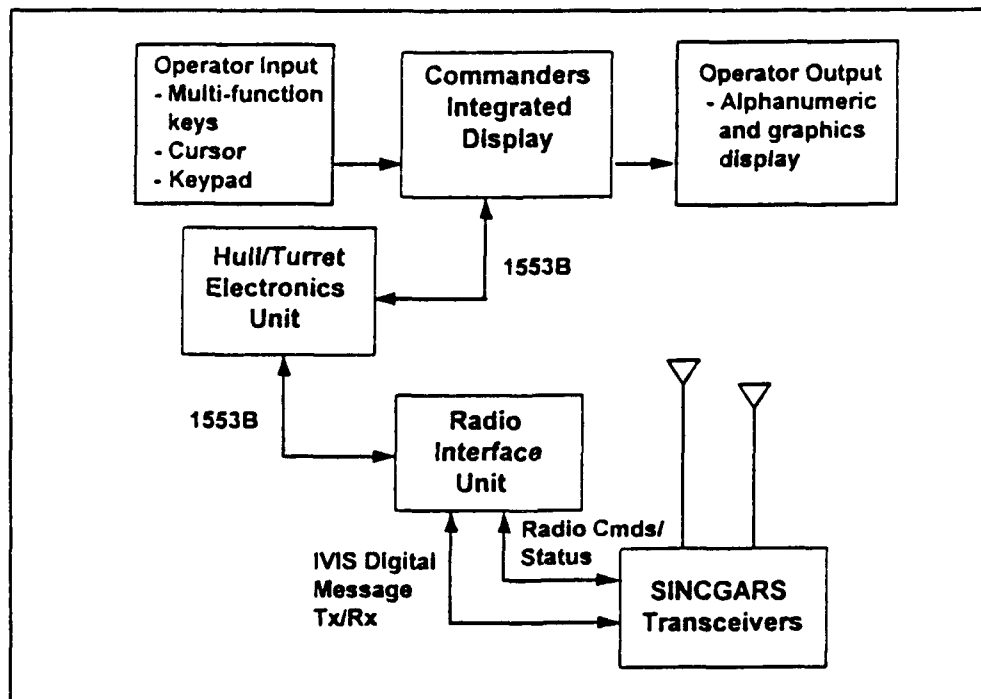 Operator Input
- Multi-function
keys
- Cursor
- Keypad
Commanders
Integrated
Display
Operator Output
- Alphanumeric
and graphics
display
Hull/Turret
Electronics
Unit
1553B
1553B
Radio
Interface
Unit
Radio Cmds/
Status
IVIS Digital
Message
Tx/Rx
SINCGARS
Transceivers